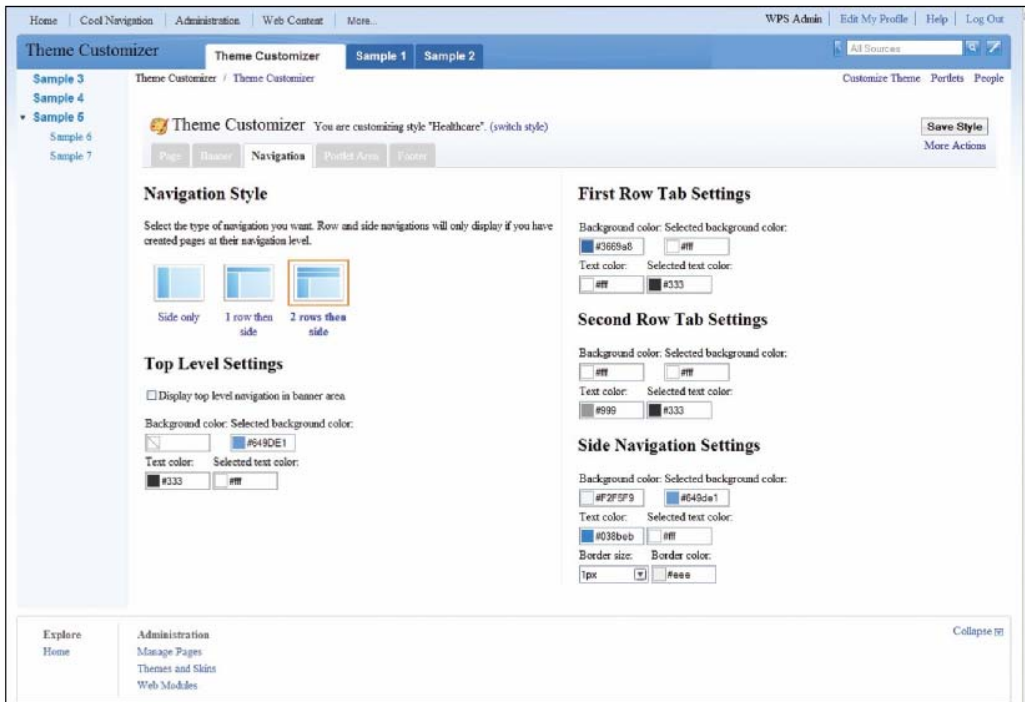 Home | Cool Navigation | Administration | Web Content | More...
WPS Admin | Edit My Profile | Help | Log Out
Theme Customizer
Theme Customizer Sample 1 Sample 2
All Sources
Sample 3
Sample 4
Sample 5
Sample 6
Sample 7
Theme Customizer / Theme Customizer
Customize Theme Portlets People
Theme Customizer You are customizing style "Healthcare". (switch style)
Save Style
More Actions
Page Banner Navigation Portlet Area Footer
Navigation Style
Select the type of navigation you want. Row and side navigations will only display if you have
created pages at their navigation level.
Side only
1 row then
side
2 rows then
side
Top Level Settings
Display top level navigation in banner area
Background color: Selected background color:
#649DE1
Text color: Selected text color:
#333 #fff
First Row Tab Settings
Background color: Selected background color:
#3669a8 #fff
Text color: Selected text color:
#fff #333
Second Row Tab Settings
Background color: Selected background color:
#fff #fff
Text color: Selected text color:
#999 #333
Side Navigation Settings
Background color: Selected background color:
#F2F5F9 #649de1
Text color: Selected text color:
#038beb #fff
Border size: Border color:
1px #eee
Explore
Home
Administration
Manage Pages
Themes and Skins
Web Modules
Collapse